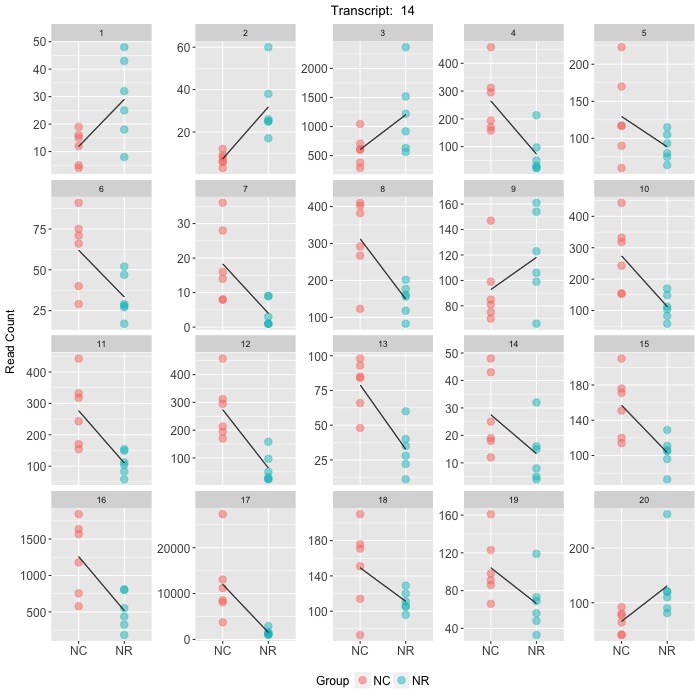 Transcript: 14
1 2 3 4 5
50 60 2000 400 200
40 40 1500 300 150
30 20 1000 200 100
20 500 100
10
6 7 8 9 10
75 30 400 160 400
50 20 300 140 300
25 10 200 120 200
0 100 100 100
80
11 12 13 14 15
400 400 100 50 180
300 300 75 40 140
200 200 50 30 100
100 100 25 20
10
16 17 18 19 20
1500 20000 180 160 200
1000 10000 140 120 100
500 0 100 80
40
NC NR NC NR NC NR NC NR NC NR
Read Count
Group NC NR